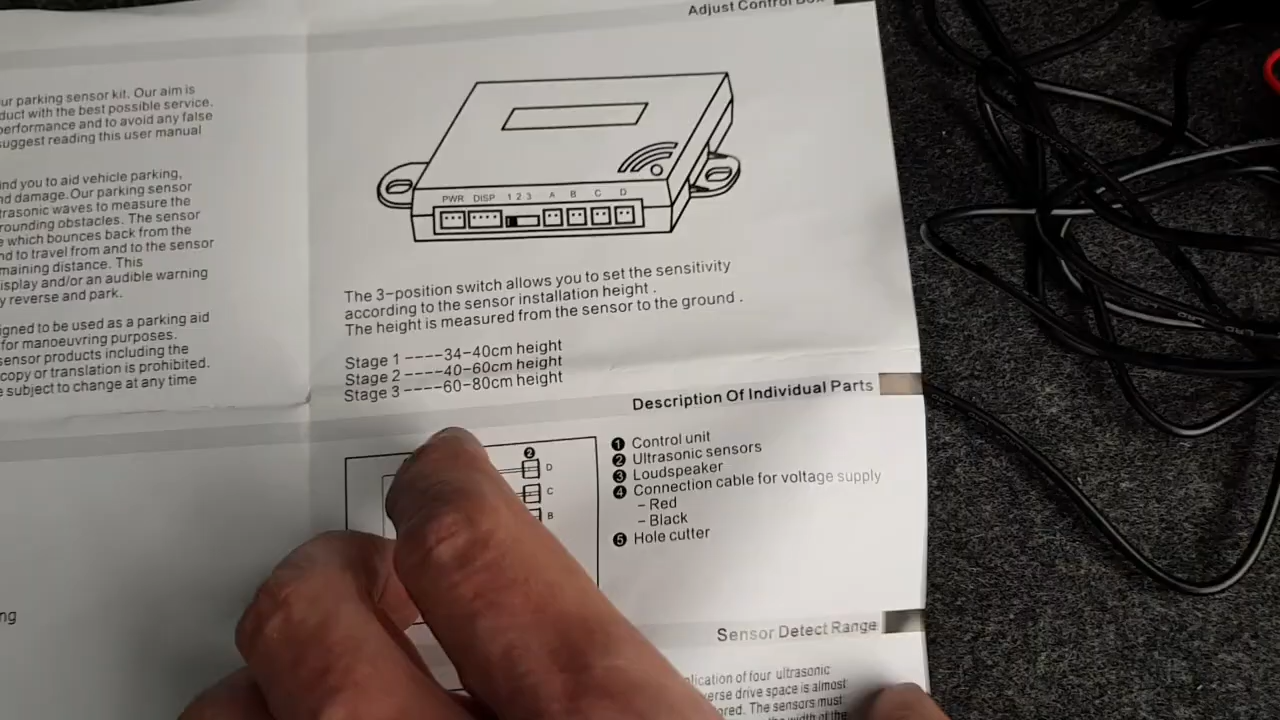 Adjust Control Box
ur parking sensor kit. Our aim is
duct with the best possible service.
performance and to avoid any false
suggest reading this user manual
ind you to aid vehicle parking,
nd damage.Our parking sensor
trasonic waves to measure the
rounding obstacles. The sensor
e which bounces back from the
nd to travel from and to the sensor
maining distance. This
isplay and/or an audible warning
y reverse and park.
igned to be used as a parking aid
for manoeuvring purposes.
sensor products including the
copy or translation is prohibited.
e subject to change at any time
ng
PWR DISP 1 2 3 A B C D
The 3-position switch allows you to set the sensitivity
according to the sensor installation height .
The height is measured from the sensor to the ground .
Stage 1 ----34-40cm height
Stage 2 ----40-60cm height
Stage 3 ----60-80cm height
Description Of Individual Parts
2
D
C
B
1 Control unit
2 Ultrasonic sensors
3 Loudspeaker
4 Connection cable for voltage supply
- Red
- Black
5 Hole cutter
Sensor Detect Range
lication of four ultrasonic
verse drive space is almost
ored. The sensors must
the width of the